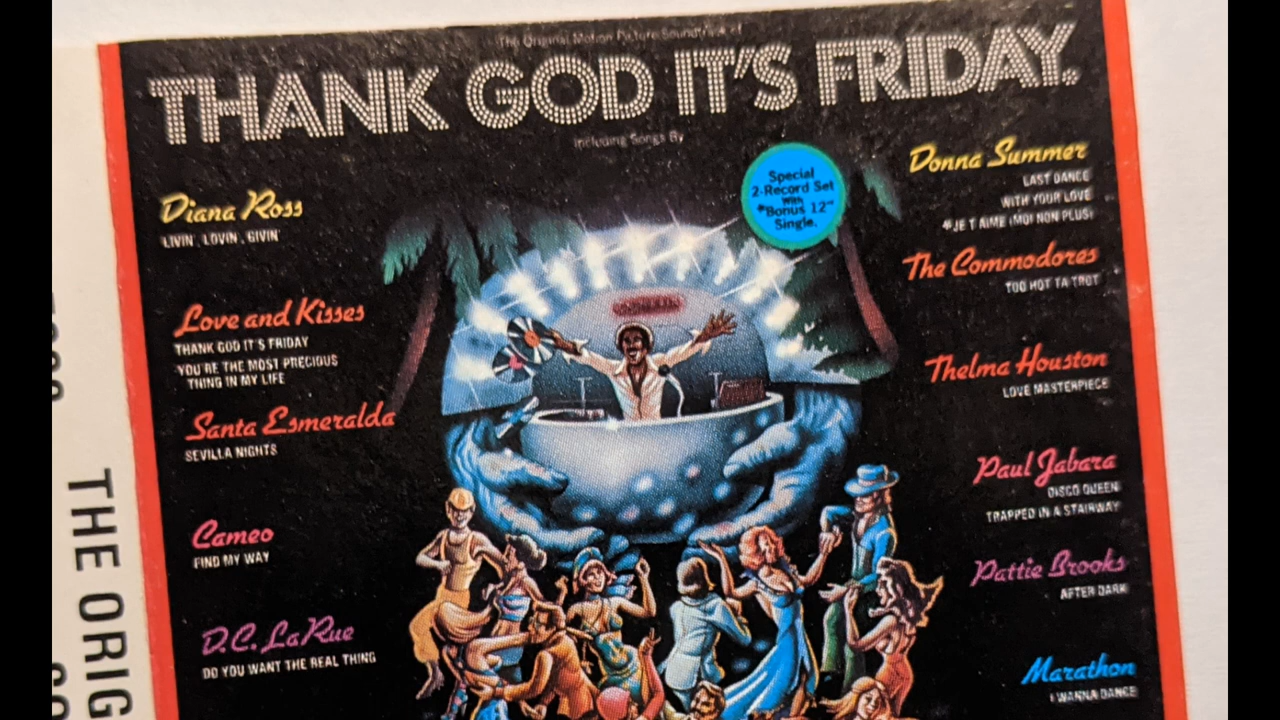 The Original Motion Picture Soundtrack of
THANK GOD IT'S FRIDAY.
Including Songs By
Diana Ross
LIVIN', LOVIN', GIVIN'
Love and Kisses
THANK GOD IT'S FRIDAY
YOU'RE THE MOST PRECIOUS
THING IN MY LIFE
Santa Esmeralda
SEVILLA NIGHTS
Cameo
FIND MY WAY
D.C. LaRue
DO YOU WANT THE REAL THING
Special
2-Record Set
With
*Bonus 12"
Single.
Donna Summer
LAST DANCE
WITH YOUR LOVE
*JE T'AIME (MOI NON PLUS)
The Commodores
TOO HOT TA TROT
Thelma Houston
LOVE MASTERPIECE
Paul Jabara
DISCO QUEEN
TRAPPED IN A STAIRWAY
Pattie Brooks
AFTER DARK
Marathon
I WANNA DANCE
THE ORIG